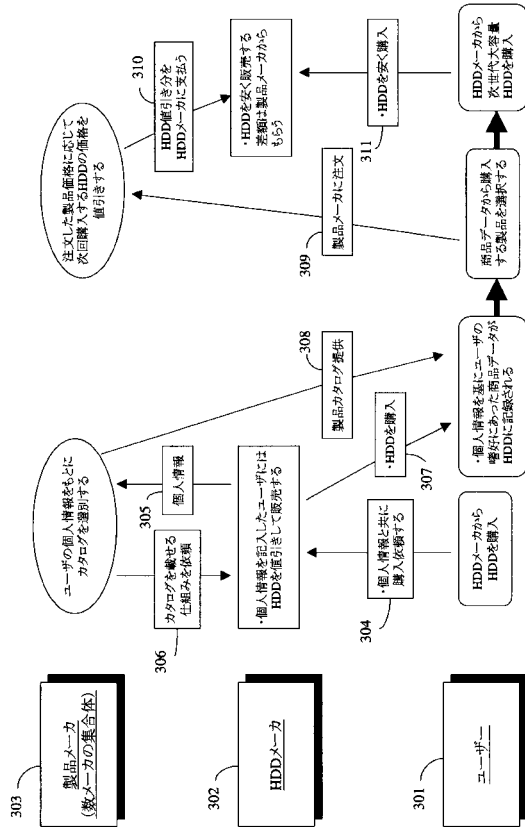 303
製品メーカ
(数メーカの集合体)
ユーザの個人情報をもとに
カタログを選別する
注文した製品価格に応じて
次回購入するHDDの価格を
値引きする
306
カタログを載せる
仕組みを依頼
305
個人情報
308
製品カタログ提供
309
製品メーカに注文
310
HDD値引き分を
HDDメーカに支払う
302
HDDメーカ
・個人情報を記入したユーザには
HDDを値引きして販売する
・HDDを安く販売する
差額は製品メーカから
もらう
304
・個人情報と共に
購入依頼する
307
・HDDを購入
311
・HDDを安く購入
301
ユーザー
HDDメーカから
HDDを購入
・個人情報を基にユーザの
嗜好にあった商品データが
HDDに記録される
商品データから購入
する製品を選択する
HDDメーカから
次世代大容量
HDDを購入